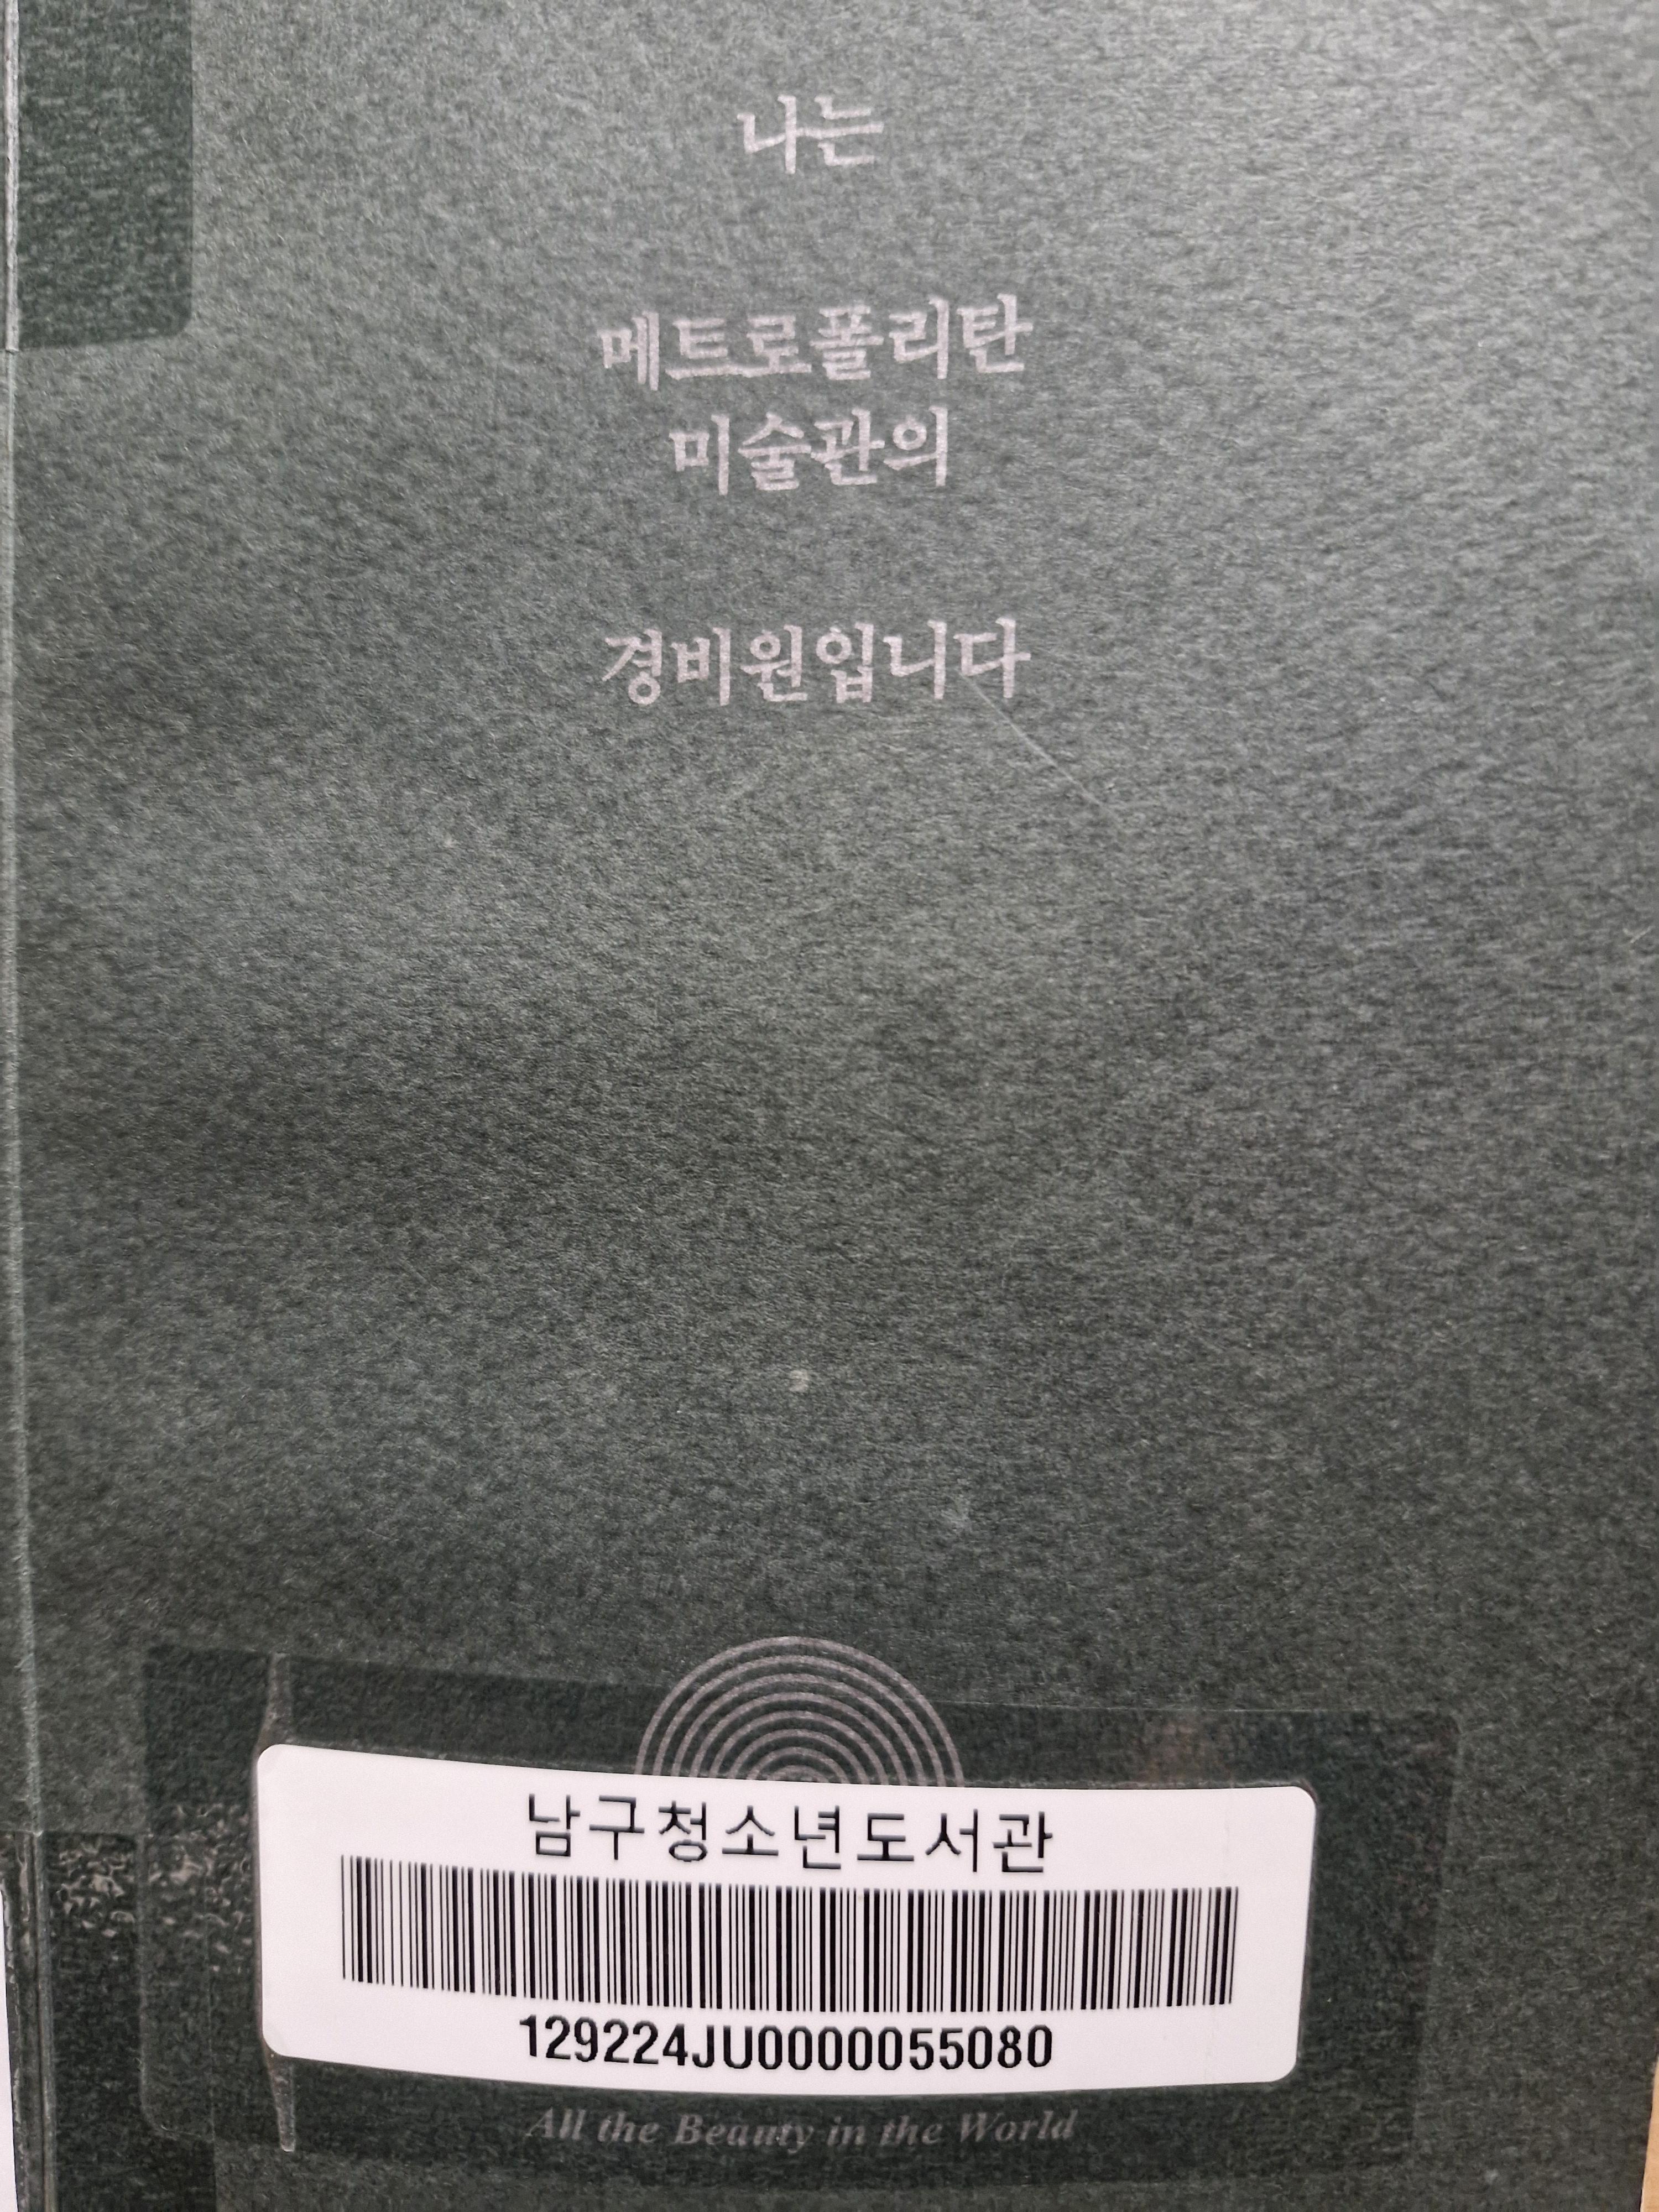 나는
메트로폴리탄
미술관의
경비원입니다
남구청소년도서관
129224JU0000055080
All the Beauty in the World